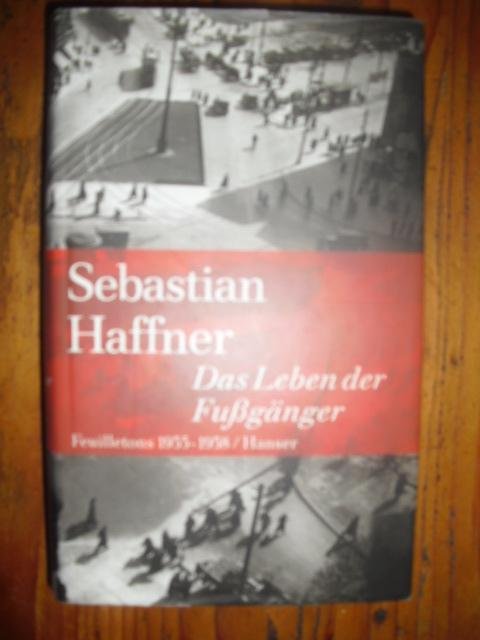 Sebastian
Haffner
Das Leben der
Fußgänger
Feuilletons 1933-1938 / Hanser